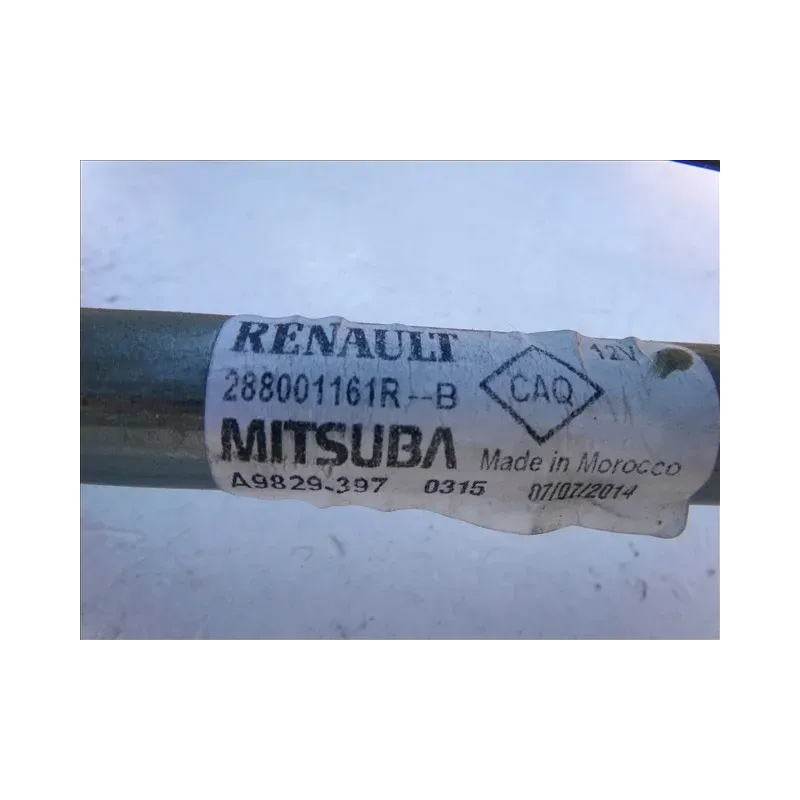 RENAULT
288001161R--B
CAQ
12V
MITSUBA
Made in Morocco
A9829-397 0315 07/07/2014